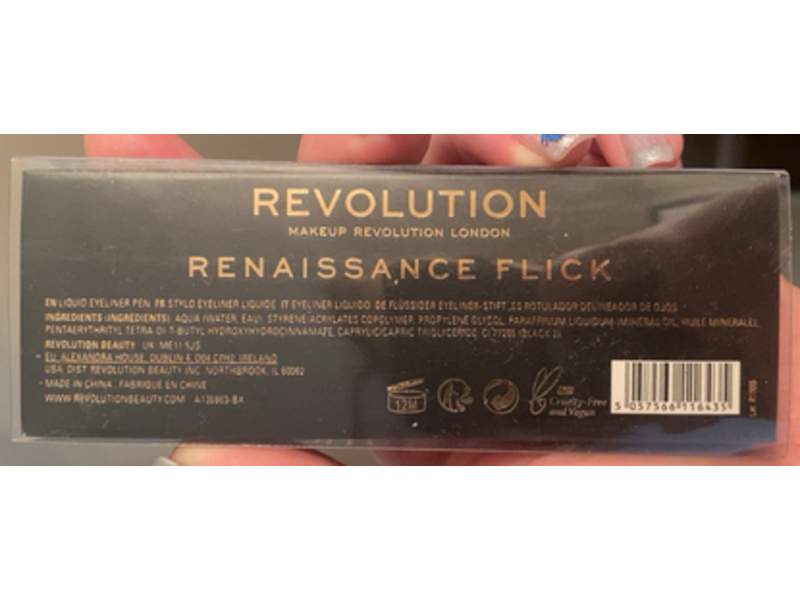 REVOLUTION
MAKEUP REVOLUTION LONDON
RENAISSANCE FLICK
EN LIQUID EYELINER PEN FR STYLO EYELINER LIQUIDE IT EYELINER LIQUIDO DE FLÜSSIGER EYELINER-STIFT ES ROTULADOR DELINEADOR DE OJOS
INGREDIENTS (INGREDIENTS): AQUA (WATER, EAU), STYRENE/ACRYLATES COPOLYMER, PROPYLENE GLYCOL, PARAFFINUM LIQUIDUM (MINERAL OIL, HUILE MINERALE),
PENTAERYTHRITYL TETRA-DI-T-BUTYL HYDROXYHYDROCINNAMATE, CAPRYLIC/CAPRIC TRIGLYCERIDE, CI 77266 (BLACK 2).
REVOLUTION BEAUTY UK: ME11 5JS
EU: ALEXANDRA HOUSE, DUBLIN 4, D04 C7H2, IRELAND
USA: DIST. REVOLUTION BEAUTY INC. NORTHBROOK, IL 60062
MADE IN CHINA . FABRIQUÉ EN CHINE
WWW.REVOLUTIONBEAUTY.COM
12M
Cruelty-Free
and Vegan
5 057566 116435